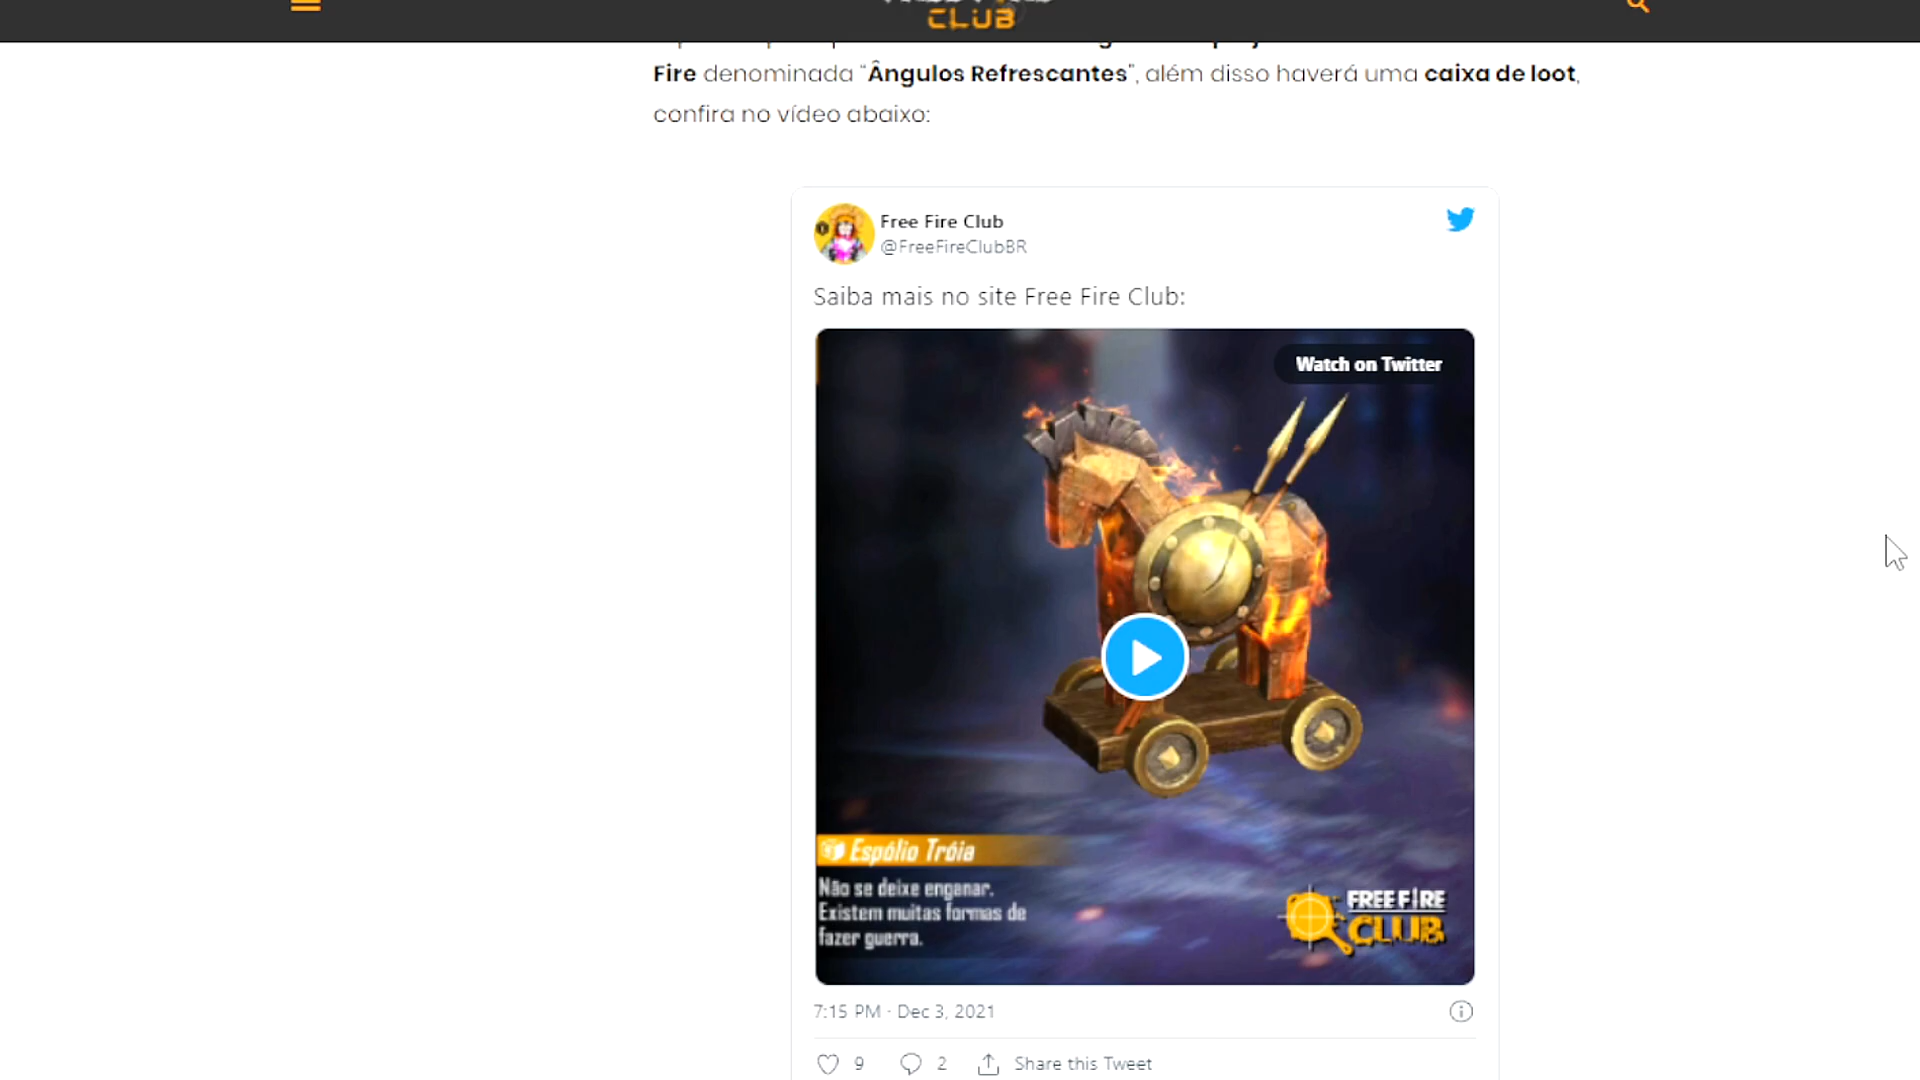 CLUB
Fire denominada “Ângulos Refrescantes”, além disso haverá uma caixa de loot,
confira no vídeo abaixo:
Free Fire Club
@FreeFireClubBR
Saiba mais no site Free Fire Club:
Watch on Twitter
Espólio Tróia
Não se deixe enganar.
Existem muitas formas de
fazer guerra.
FREE FIRE
CLUB
7:15 PM · Dec 3, 2021
9 2 Share this Tweet